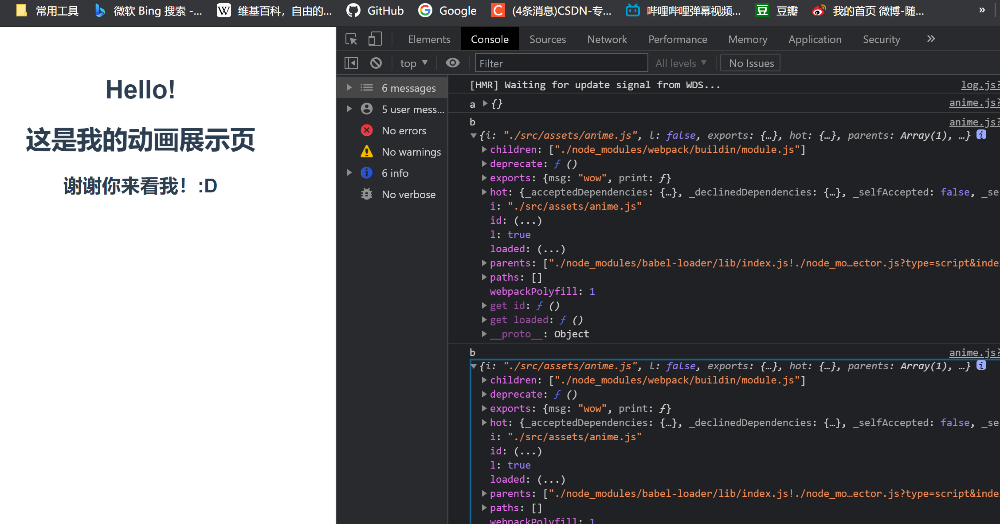 常用工具 微软 Bing 搜索 -... 维基百科，自由的... GitHub Google (4条消息)CSDN-专... 哔哩哔哩弹幕视频... 豆瓣 我的首页 微博-随... »
Hello!
这是我的动画展示页
谢谢你来看我！:D
Elements Console Sources Network Performance Memory Application Security »
top Filter All levels No Issues
6 messages
5 user mess...
No errors
No warnings
6 info
No verbose
[HMR] Waiting for update signal from WDS... log.js?
a {} anime.js?
b anime.js?
{i: "./src/assets/anime.js", l: false, exports: {…}, hot: {…}, parents: Array(1), …} i
children: ["./node_modules/webpack/buildin/module.js"]
deprecate: ƒ ()
exports: {msg: "wow", print: ƒ}
hot: {_acceptedDependencies: {…}, _declinedDependencies: {…}, _selfAccepted: false, _se
i: "./src/assets/anime.js"
id: (...)
l: true
loaded: (...)
parents: ["./node_modules/babel-loader/lib/index.js!./node_mo…ector.js?type=script&inde
paths: []
webpackPolyfill: 1
get id: ƒ ()
get loaded: ƒ ()
__proto__: Object
b anime.js?
{i: "./src/assets/anime.js", l: false, exports: {…}, hot: {…}, parents: Array(1), …} i
children: ["./node_modules/webpack/buildin/module.js"]
deprecate: ƒ ()
exports: {msg: "wow", print: ƒ}
hot: {_acceptedDependencies: {…}, _declinedDependencies: {…}, _selfAccepted: false, _se
i: "./src/assets/anime.js"
id: (...)
l: true
loaded: (...)
parents: ["./node_modules/babel-loader/lib/index.js!./node_mo…ector.js?type=script&inde
paths: []
webpackPolyfill: 1